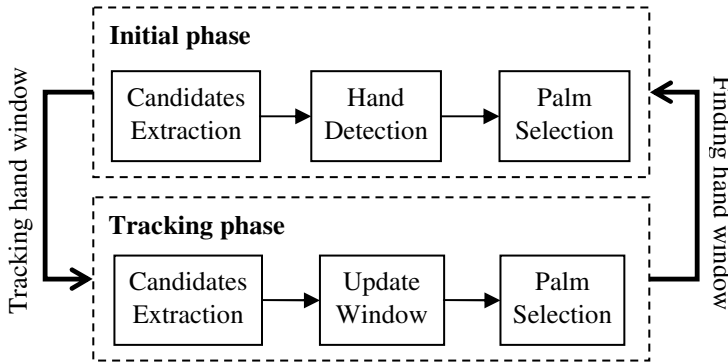 Initial phase
Candidates
Extraction
Hand
Detection
Palm
Selection
Tracking hand window
Finding hand window
Tracking phase
Candidates
Extraction
Update
Window
Palm
Selection